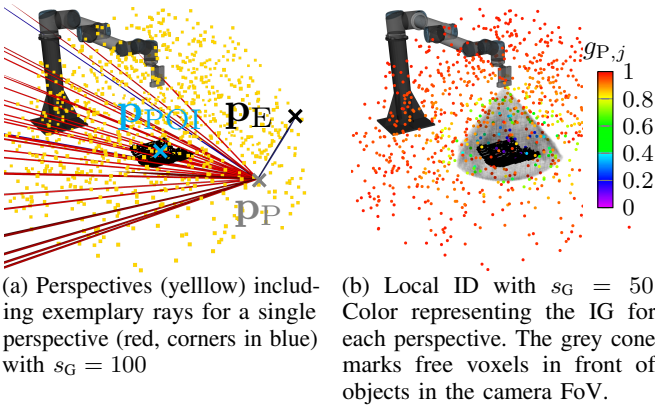 p_POI
p_E
p_P
g_P,j
1
0.8
0.6
0.4
0.2
0
(a) Perspectives (yelllow) includ-
ing exemplary rays for a single
perspective (red, corners in blue)
with s_G = 100
(b) Local ID with s_G = 50
Color representing the IG for
each perspective. The grey cone
marks free voxels in front of
objects in the camera FoV.